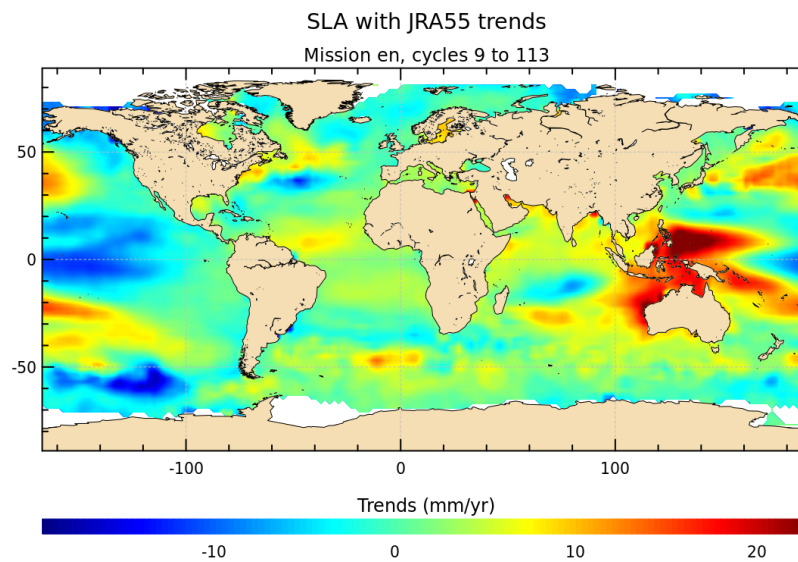 SLA with JRA55 trends
Mission en, cycles 9 to 113
50
0
-50
-100 0 100
Trends (mm/yr)
-10 0 10 20